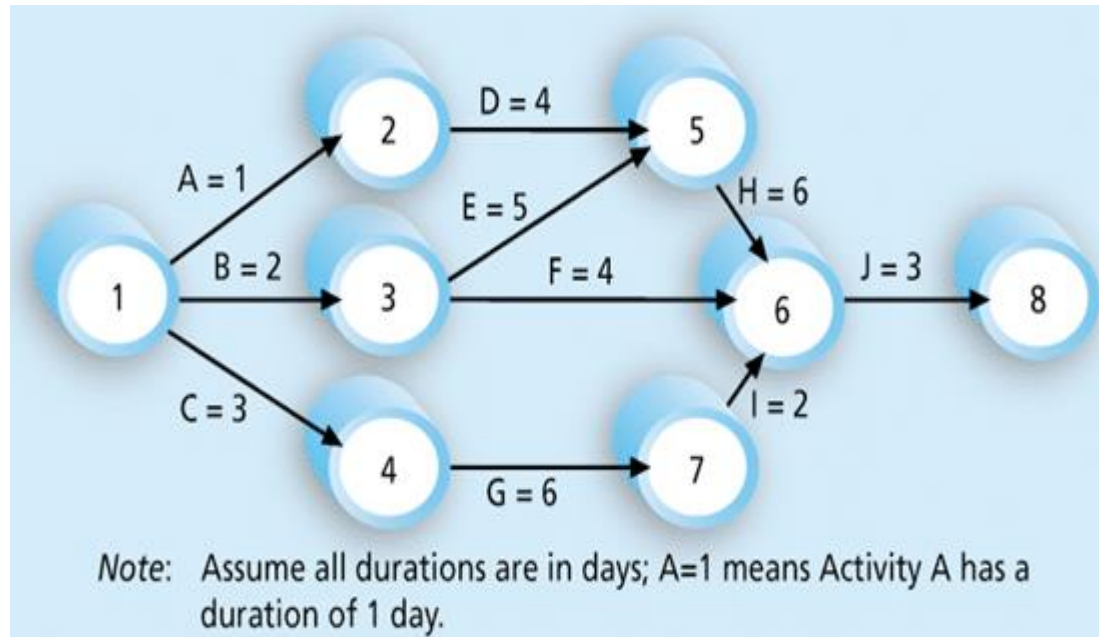 2
D = 4
5
A = 1
E = 5
H = 6
B = 2
F = 4
J = 3
1
3
6
8
C = 3
I = 2
4
G = 6
7
Note: Assume all durations are in days; A=1 means Activity A has a
duration of 1 day.